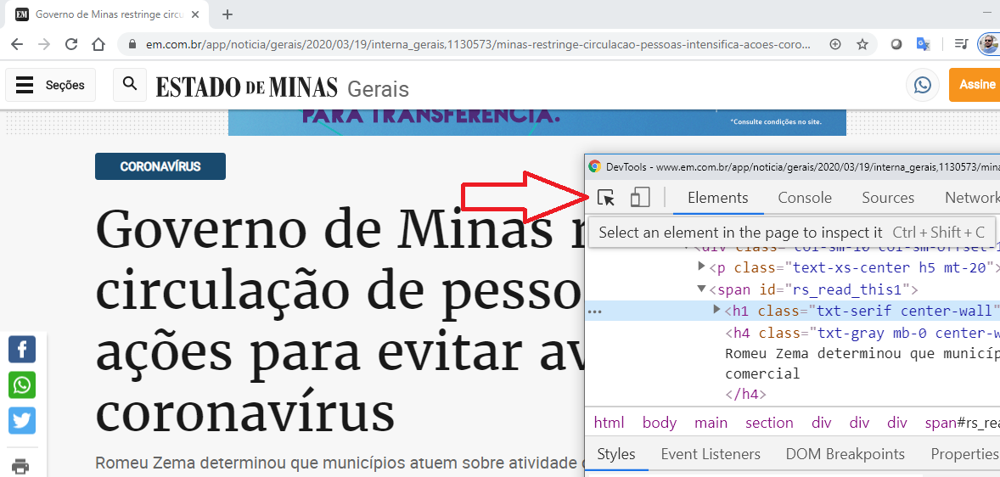 Governo de Minas restringe circu
em.com.br/app/noticia/gerais/2020/03/19/interna_gerais,1130573/minas-restringe-circulacao-pessoas-intensifica-acoes-coro...
Seções
ESTADO DE MINAS Gerais
Assine
PARA TRANSFERÊNCIA.
*Consulte condições no site.
CORONAVÍRUS
Governo de Minas r
circulação de pesso
ações para evitar av
coronavírus
Romeu Zema determinou que municípios atuem sobre atividade
DevTools - www.em.com.br/app/noticia/gerais/2020/03/19/interna_gerais,1130573/mina
Elements Console Sources Network
Select an element in the page to inspect it Ctrl + Shift + C
<div class="col-sm-10 col-sm-offset-1
<p class="text-xs-center h5 mt-20">
<span id="rs_read_this1">
... <h1 class="txt-serif center-wall"
<h4 class="txt-gray mb-0 center-w
Romeu Zema determinou que municíp
comercial
</h4>
html body main section div div div span#rs_rea
Styles Event Listeners DOM Breakpoints Properties